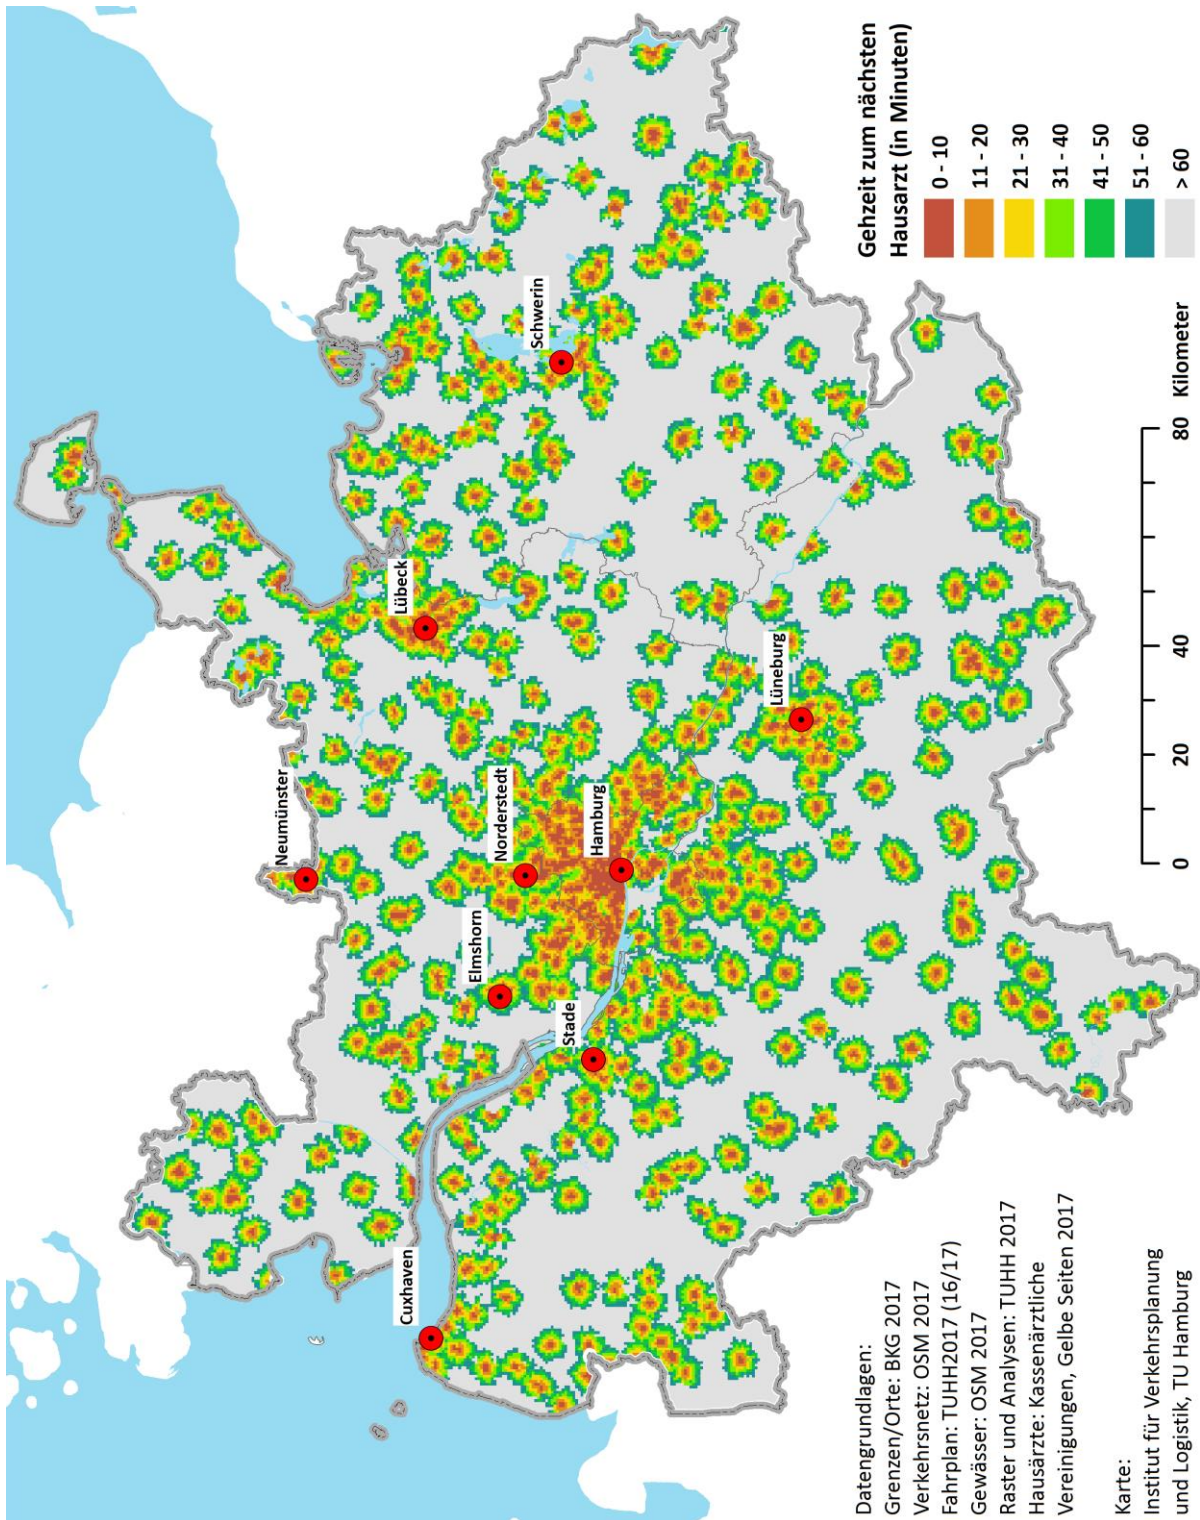 Neumünster
Lübeck
Schwerin
Cuxhaven
Elmshorn
Norderstedt
Stade
Hamburg
Lüneburg
Gehzeit zum nächsten
Hausarzt (in Minuten)
0 - 10
11 - 20
21 - 30
31 - 40
41 - 50
51 - 60
> 60
Datengrundlagen:
Grenzen/Orte: BKG 2017
Verkehrsnetz: OSM 2017
Fahrplan: TUHH2017 (16/17)
Gewässer: OSM 2017
Raster und Analysen: TUHH 2017
Hausärzte: Kassenärztliche
Vereinigungen, Gelbe Seiten 2017
Karte:
Institut für Verkehrsplanung
und Logistik, TU Hamburg
0 20 40 80 Kilometer